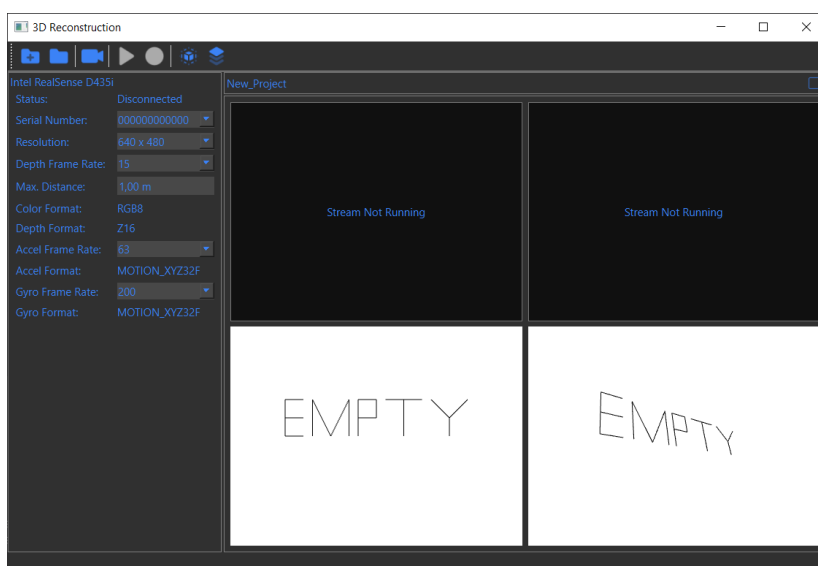 3D Reconstruction
Intel RealSense D435i
Status: Disconnected
Serial Number: 000000000000
Resolution: 640 x 480
Depth Frame Rate: 15
Max. Distance: 1,00 m
Color Format: RGB8
Depth Format: Z16
Accel Frame Rate: 63
Accel Format: MOTION_XYZ32F
Gyro Frame Rate: 200
Gyro Format: MOTION_XYZ32F
New_Project
Stream Not Running
Stream Not Running
EMPTY
EMPTY